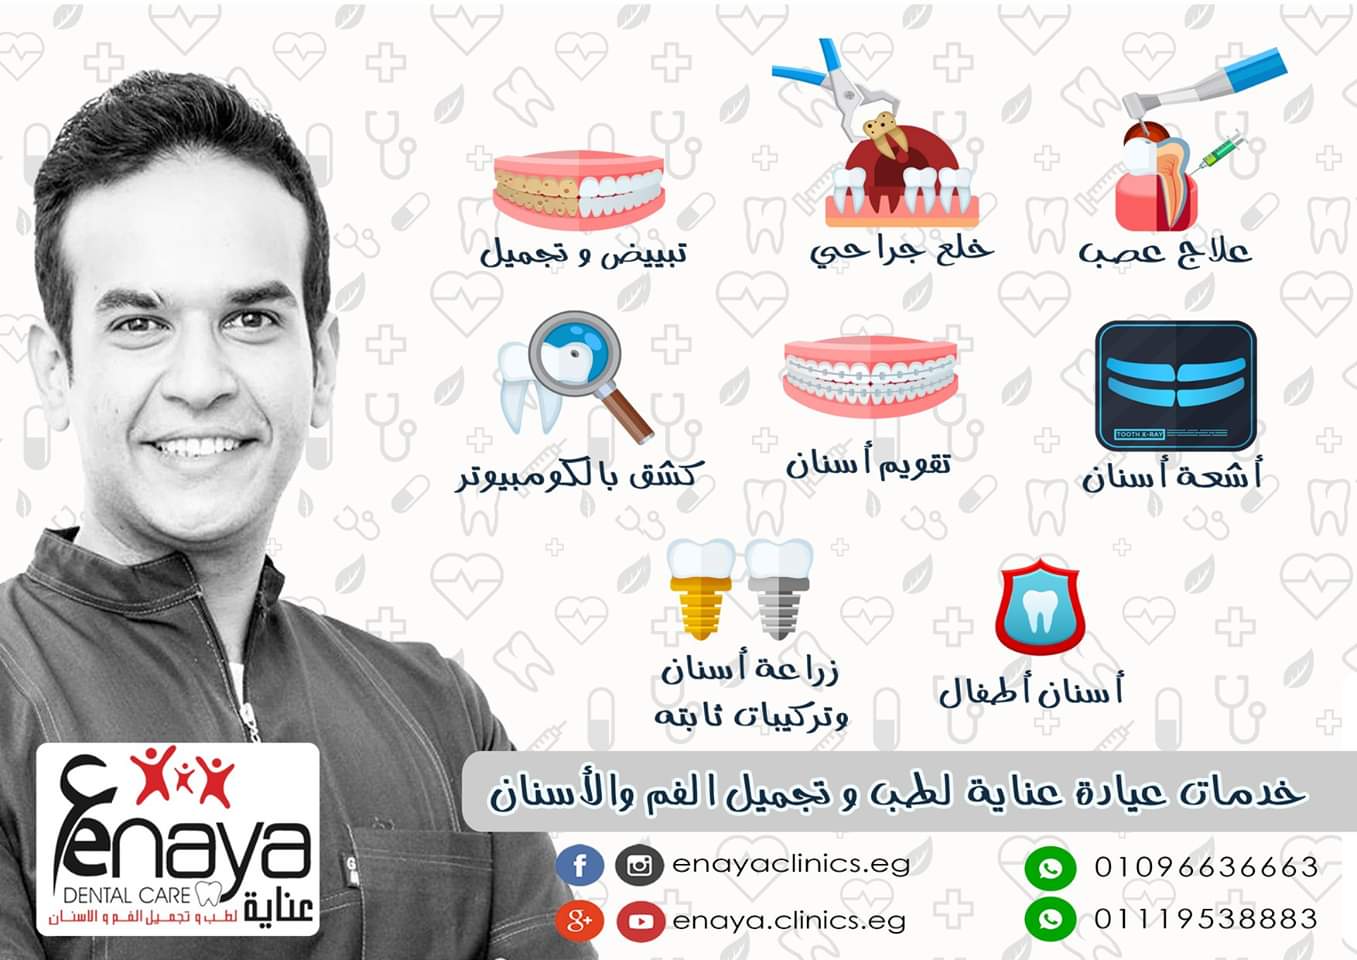 علاج عصب
خلع جراحي
تبييض و تجميل
أشعة أسنان
تقويم أسنان
كشق بالكومبيوتر
TOOTH X-RAY
أسنان أطفال
زراعة أسنان
وتركيبات ثابته
خدمات عيادة عناية لطب و تجميل الفم والأسنان
enaya
DENTAL CARE
عناية
لطب و تجميل الفم و الاسنان
enayaclinics.eg
01096636663
enaya.clinics.eg
01119538883